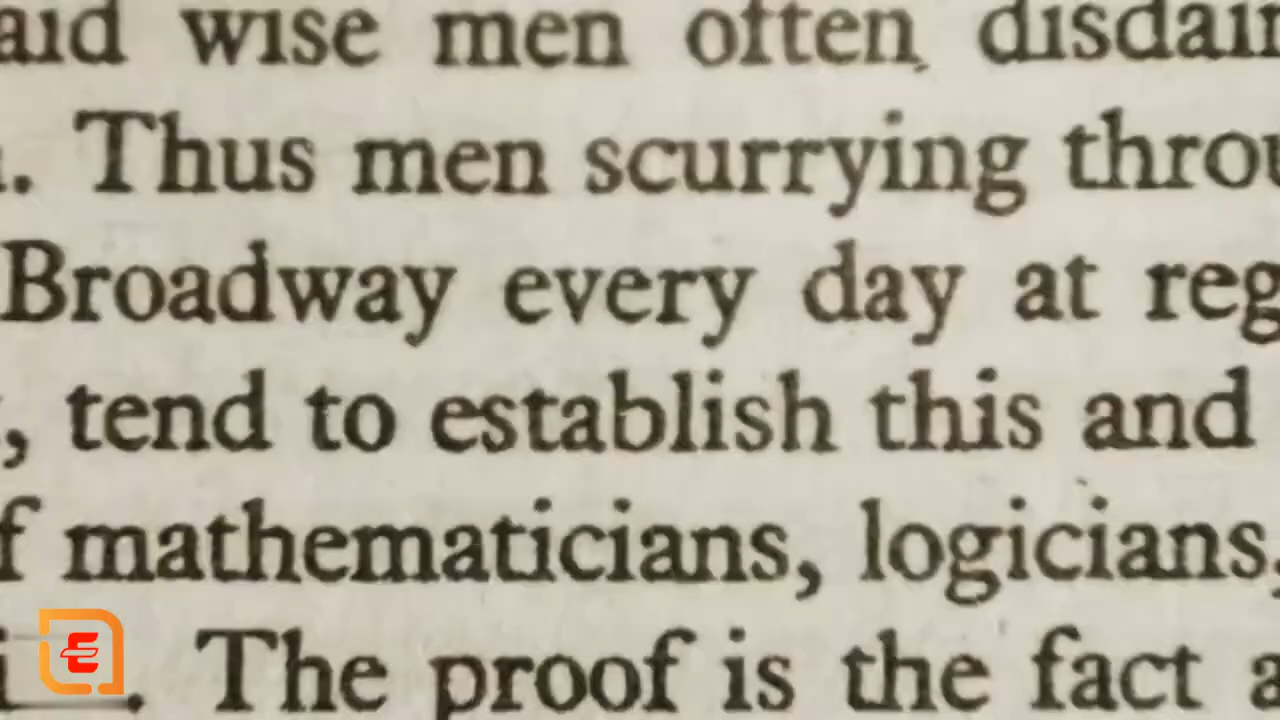 aid wise men often disdain
. Thus men scurrying throu
Broadway every day at reg
, tend to establish this and
f mathematicians, logicians,
. The proof is the fact a